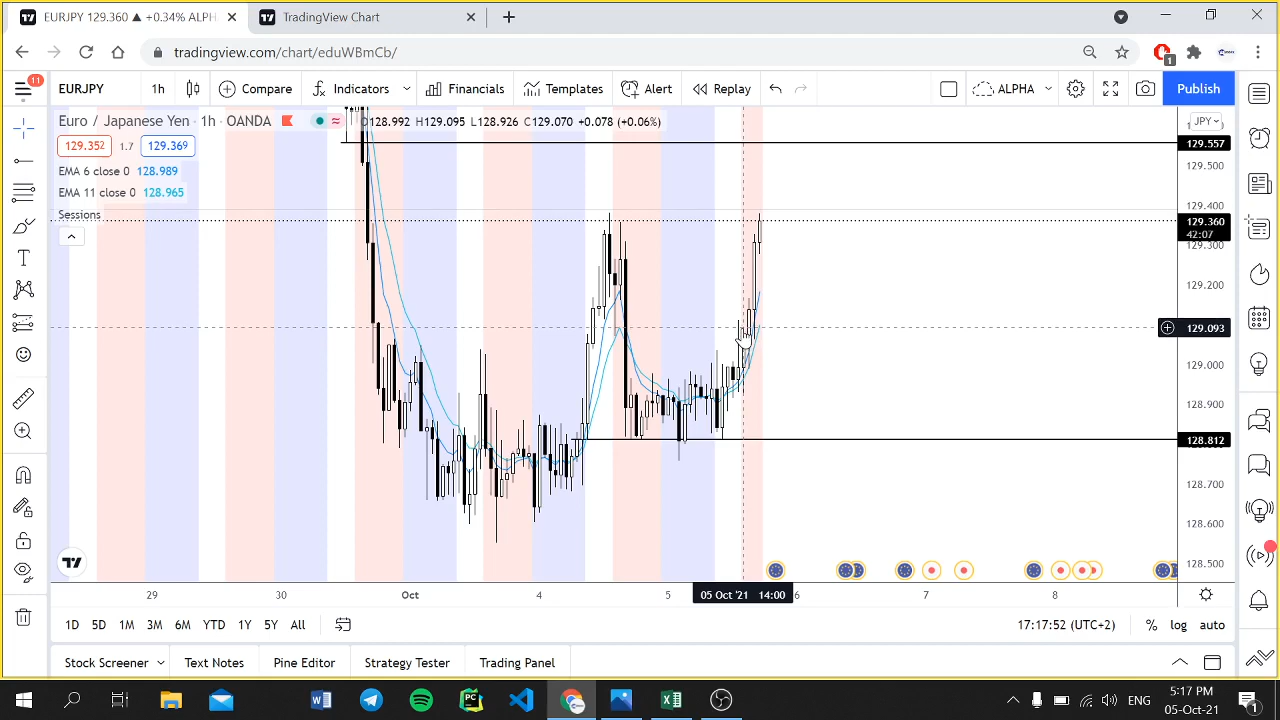 EURJPY 129.360 ▲ +0.34% ALPH
TradingView Chart
tradingview.com/chart/eduWBmCb/
1
11
EURJPY 1h Compare Indicators Financials Templates Alert Replay ALPHA Publish
Euro / Japanese Yen · 1h · OANDA O128.992 H129.095 L128.926 C129.070 +0.078 (+0.06%)
JPY
129.352 1.7 129.369
129.557
EMA 6 close 0 128.989
129.500
EMA 11 close 0 128.965
129.400
Sessions
129.360
42:07
129.300
129.200
129.093
129.000
128.900
128.812
128.700
128.600
128.500
29 30 Oct 4 5 05 Oct '21 14:00 6 7 8
1D 5D 1M 3M 6M YTD 1Y 5Y All 17:17:52 (UTC+2) % log auto
Stock Screener Text Notes Pine Editor Strategy Tester Trading Panel
ENG
5:17 PM
05-Oct-21
1